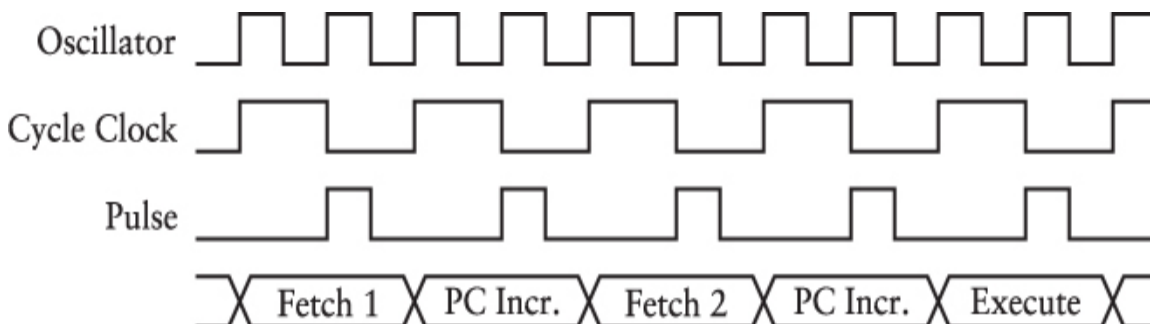 Oscillator
Cycle Clock
Pulse
Fetch 1 PC Incr. Fetch 2 PC Incr. Execute